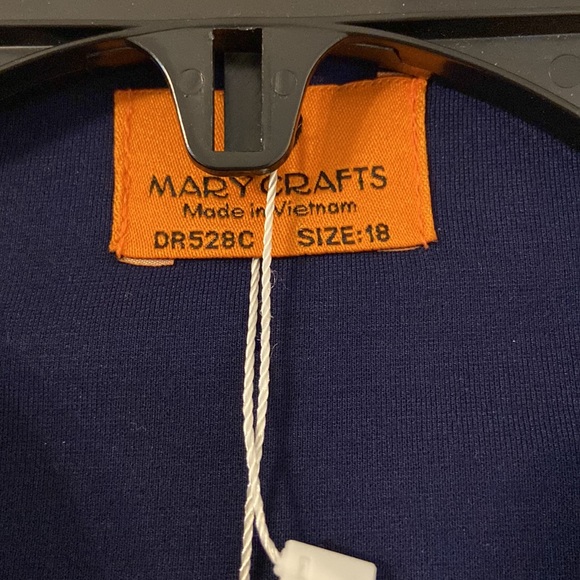 MARY CRAFTS
Made in Vietnam
DR528C SIZE:18